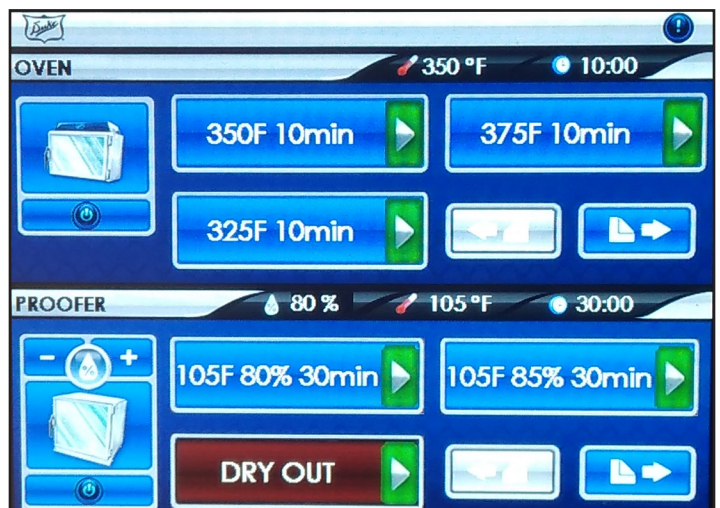 Duke
OVEN 350 °F 10:00
350F 10min 375F 10min
325F 10min
PROOFER 80 % 105 °F 30:00
- % +
105F 80% 30min 105F 85% 30min
DRY OUT